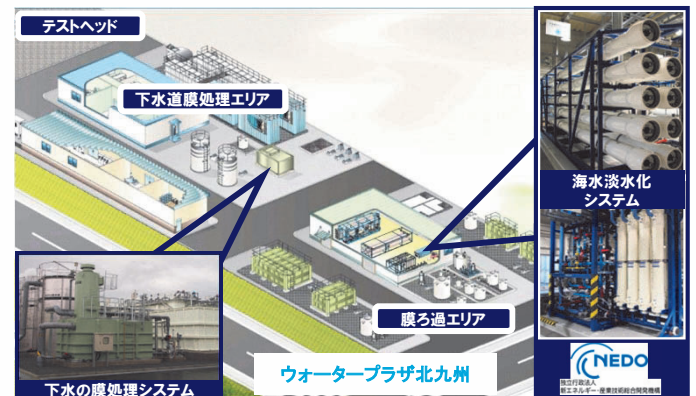 テストヘッド
下水道膜処理エリア
海水淡水化
システム
膜ろ過エリア
下水の膜処理システム
ウォータープラザ北九州
NEDO
独立行政法人
新エネルギー・産業技術総合開発機構